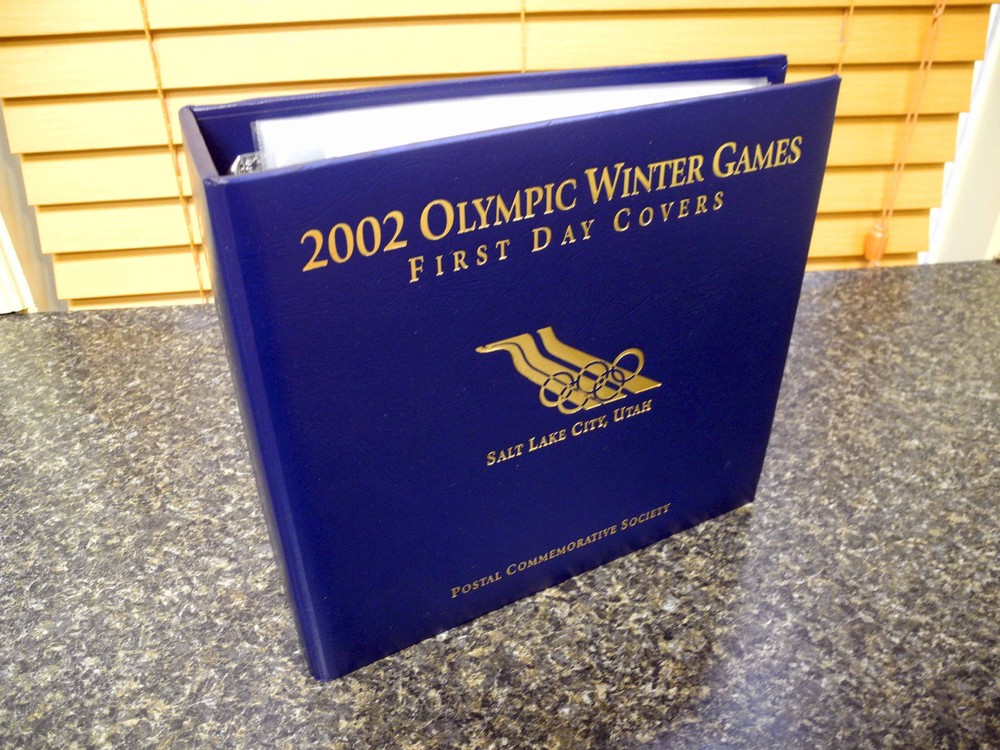 2002 OLYMPIC WINTER GAMES
FIRST DAY COVERS
SALT LAKE CITY, UTAH
POSTAL COMMEMORATIVE SOCIETY